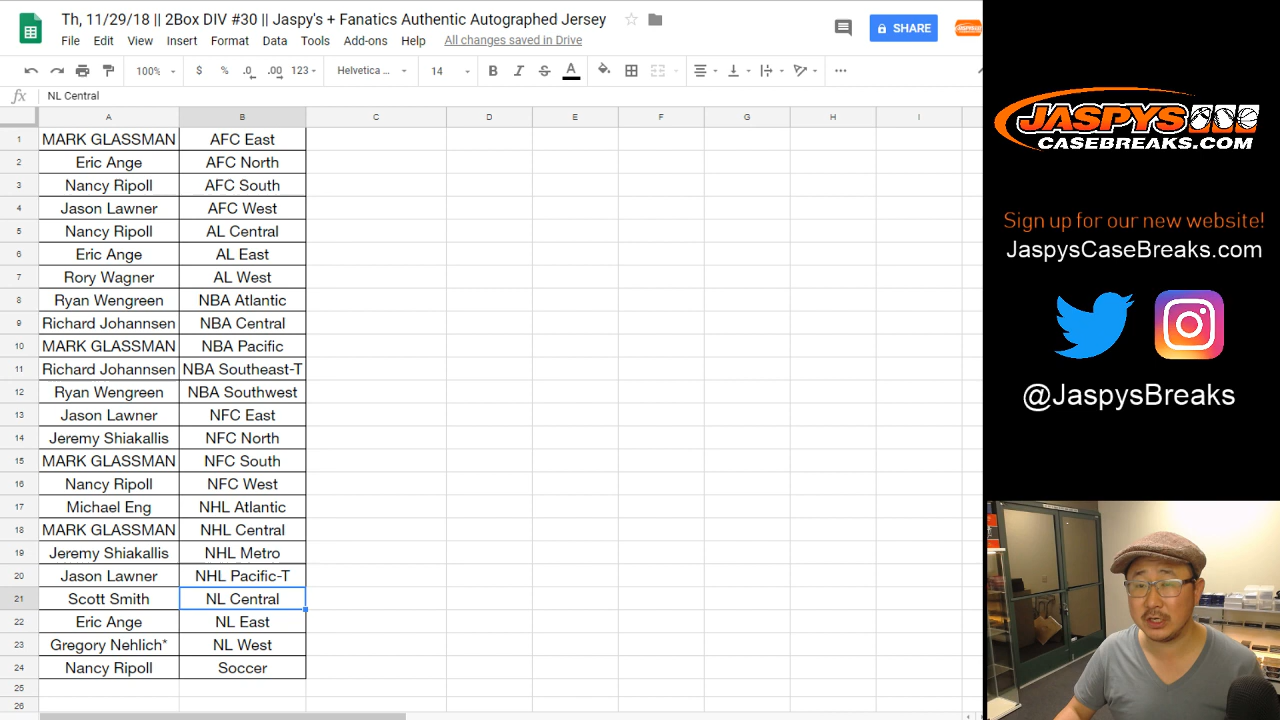 Th, 11/29/18 || 2Box DIV #30 || Jaspy's + Fanatics Authentic Autographed Jersey
File Edit View Insert Format Data Tools Add-ons Help All changes saved in Drive
SHARE
100% $ % .0 .00 123 Helvetica ... 14 B I S A
fx NL Central
A B C D E F G H I
1 MARK GLASSMAN AFC East
2 Eric Ange AFC North
3 Nancy Ripoll AFC South
4 Jason Lawner AFC West
5 Nancy Ripoll AL Central
6 Eric Ange AL East
7 Rory Wagner AL West
8 Ryan Wengreen NBA Atlantic
9 Richard Johannsen NBA Central
10 MARK GLASSMAN NBA Pacific
11 Richard Johannsen NBA Southeast-T
12 Ryan Wengreen NBA Southwest
13 Jason Lawner NFC East
14 Jeremy Shiakallis NFC North
15 MARK GLASSMAN NFC South
16 Nancy Ripoll NFC West
17 Michael Eng NHL Atlantic
18 MARK GLASSMAN NHL Central
19 Jeremy Shiakallis NHL Metro
20 Jason Lawner NHL Pacific-T
21 Scott Smith NL Central
22 Eric Ange NL East
23 Gregory Nehlich* NL West
24 Nancy Ripoll Soccer
25
26
JASPYS
CASEBREAKS.COM
Sign up for our new website!
JaspysCaseBreaks.com
@JaspysBreaks